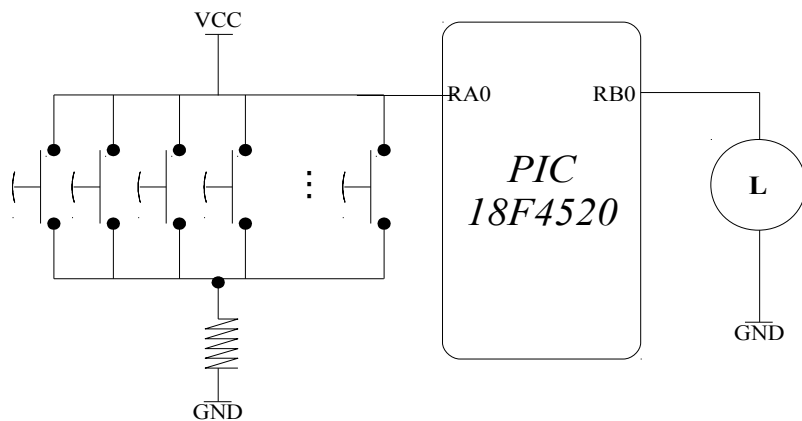 VCC
RA0
RB0
PIC
18F4520
L
GND
GND